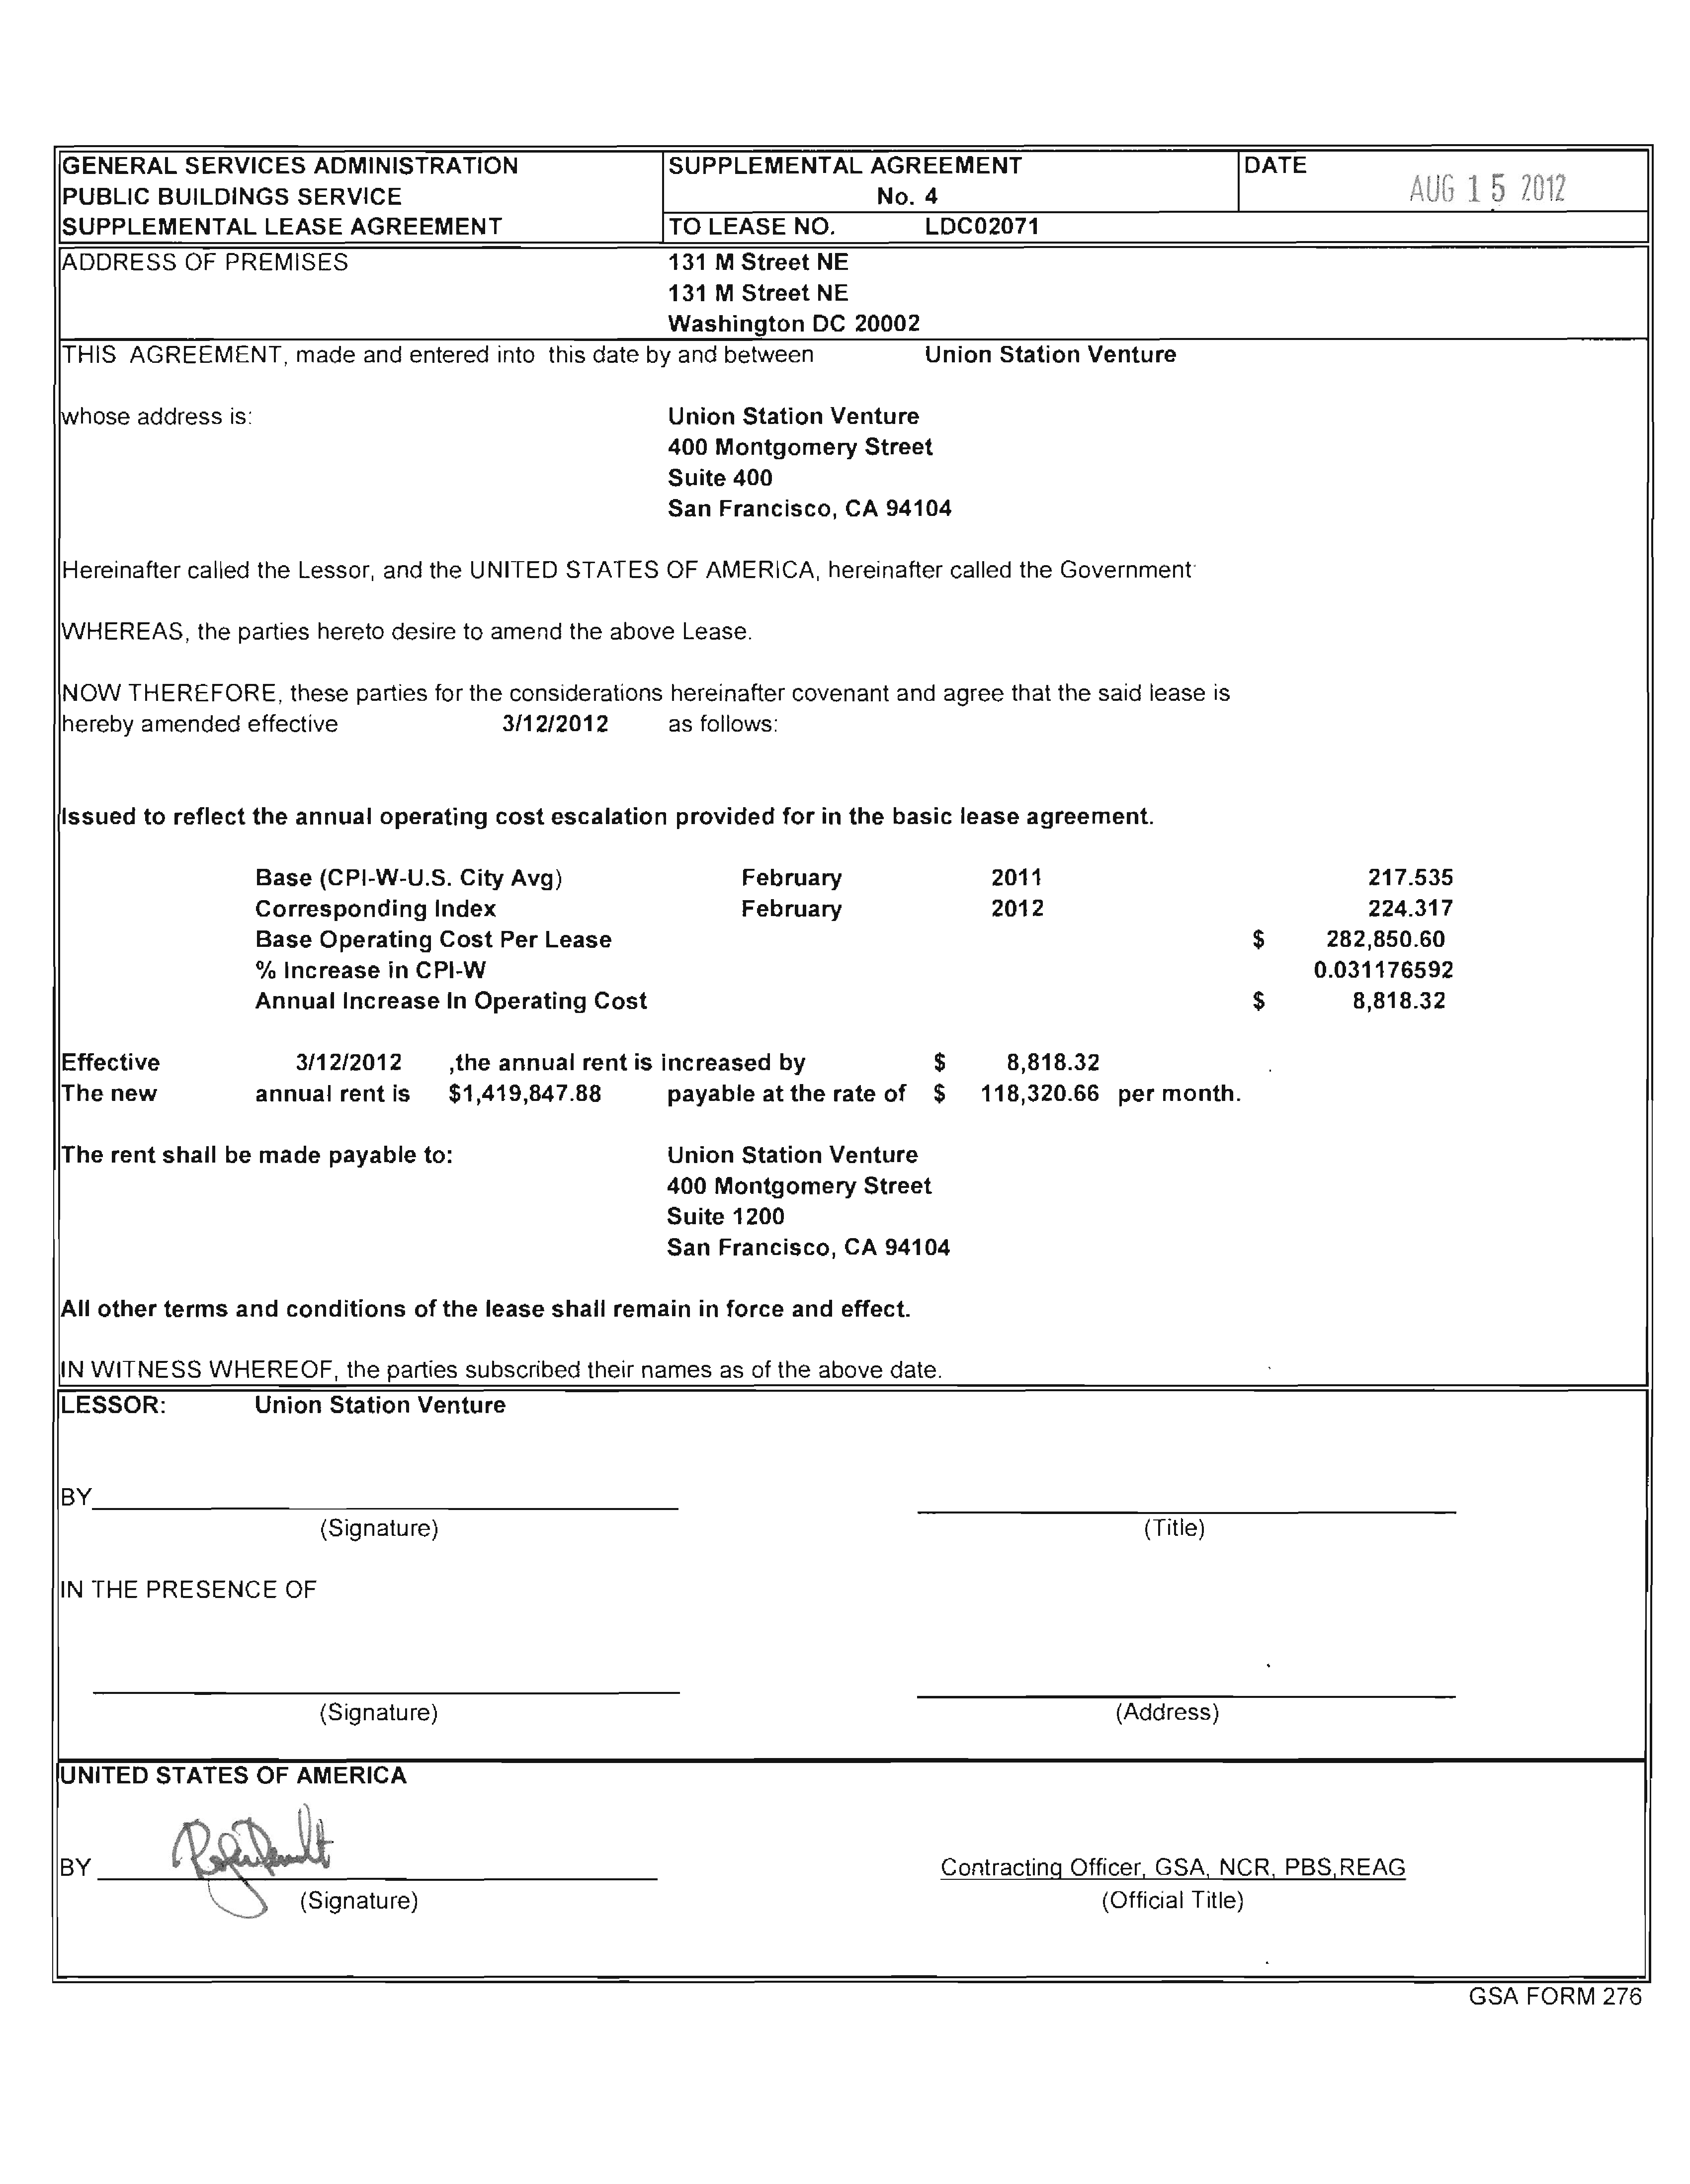 GENERAL SERVICES ADMINISTRATION
PUBLIC BUILDINGS SERVICE
SUPPLEMENTAL LEASE AGREEMENT
SUPPLEMENTAL AGREEMENT
No. 4
TO LEASE NO. LDC02071
DATE
AUG 15 2012
ADDRESS OF PREMISES
131 M Street NE
131 M Street NE
Washington DC 20002
THIS AGREEMENT, made and entered into this date by and between Union Station Venture
whose address is: Union Station Venture
400 Montgomery Street
Suite 400
San Francisco, CA 94104
Hereinafter called the Lessor, and the UNITED STATES OF AMERICA, hereinafter called the Government
WHEREAS, the parties hereto desire to amend the above Lease.
NOW THEREFORE, these parties for the considerations hereinafter covenant and agree that the said lease is
hereby amended effective 3/12/2012 as follows:
Issued to reflect the annual operating cost escalation provided for in the basic lease agreement.
Base (CPI-W-U.S. City Avg) February 2011 217.535
Corresponding Index February 2012 224.317
Base Operating Cost Per Lease $ 282,850.60
% Increase in CPI-W 0.031176592
Annual Increase In Operating Cost $ 8,818.32
Effective 3/12/2012 ,the annual rent is increased by $ 8,818.32
The new annual rent is $1,419,847.88 payable at the rate of $ 118,320.66 per month.
The rent shall be made payable to: Union Station Venture
400 Montgomery Street
Suite 1200
San Francisco, CA 94104
All other terms and conditions of the lease shall remain in force and effect.
IN WITNESS WHEREOF, the parties subscribed their names as of the above date.
LESSOR: Union Station Venture
BY
(Signature) (Title)
IN THE PRESENCE OF
(Signature) (Address)
UNITED STATES OF AMERICA
BY Contracting Officer, GSA, NCR, PBS,REAG
(Signature) (Official Title)
GSA FORM 276